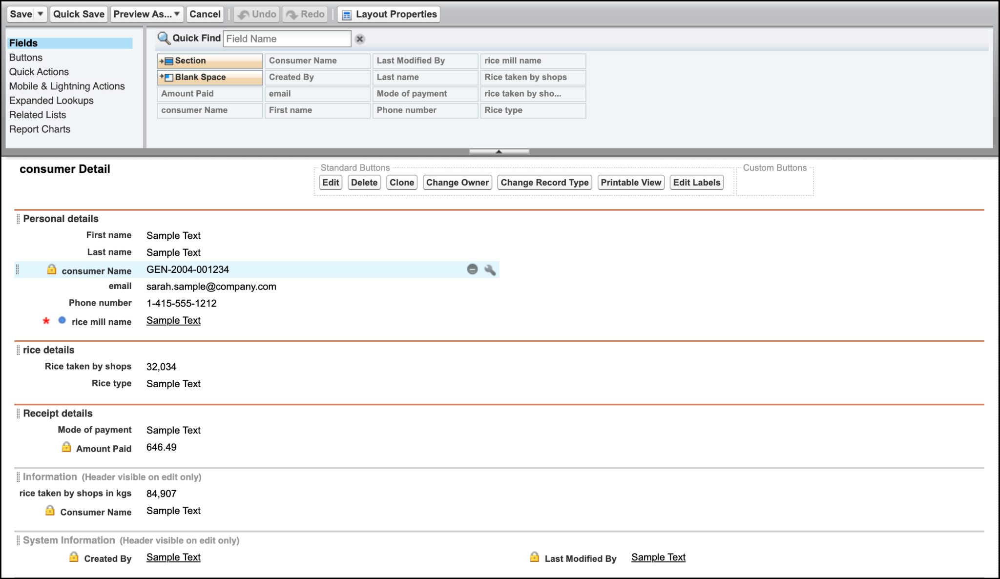 Save Quick Save Preview As... Cancel Undo Redo Layout Properties
Fields
Buttons
Quick Actions
Mobile & Lightning Actions
Expanded Lookups
Related Lists
Report Charts
Quick Find Field Name
Section Consumer Name Last Modified By rice mill name
Blank Space Created By Last name Rice taken by shops
Amount Paid email Mode of payment rice taken by sho...
consumer Name First name Phone number Rice type
consumer Detail
Standard Buttons Custom Buttons
Edit Delete Clone Change Owner Change Record Type Printable View Edit Labels
Personal details
First name Sample Text
Last name Sample Text
consumer Name GEN-2004-001234
email sarah.sample@company.com
Phone number 1-415-555-1212
* rice mill name Sample Text
rice details
Rice taken by shops 32,034
Rice type Sample Text
Receipt details
Mode of payment Sample Text
Amount Paid 646.49
Information (Header visible on edit only)
rice taken by shops in kgs 84,907
Consumer Name Sample Text
System Information (Header visible on edit only)
Created By Sample Text Last Modified By Sample Text